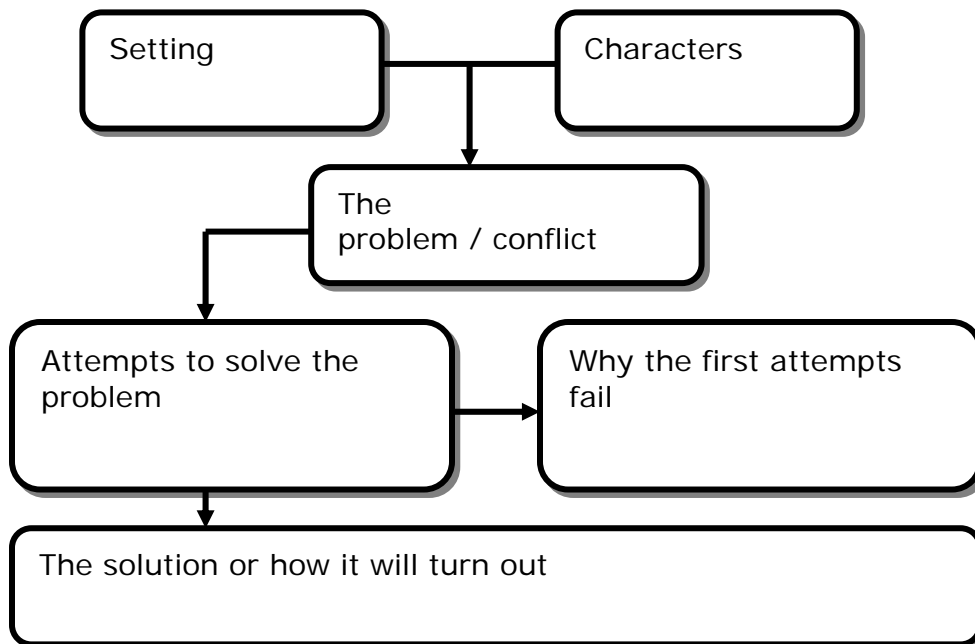 Setting
Characters
The
problem / conflict
Attempts to solve the
problem
Why the first attempts
fail
The solution or how it will turn out